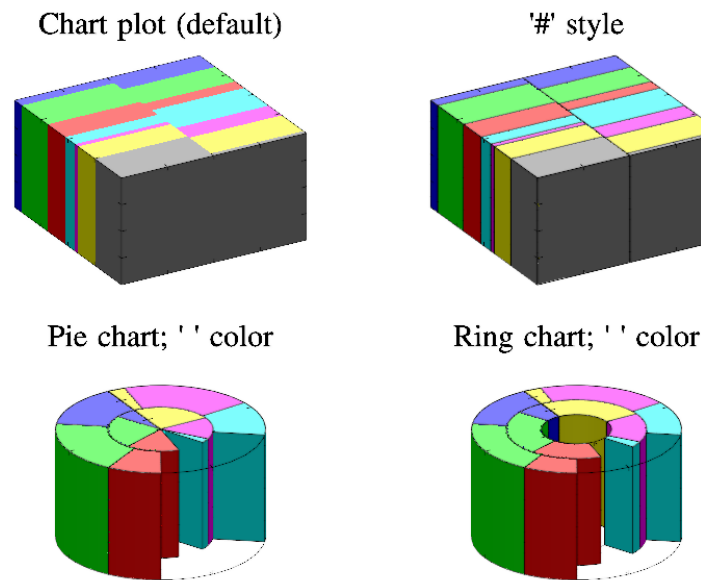 Chart plot (default)
'#' style
Pie chart; ' ' color
Ring chart; ' ' color